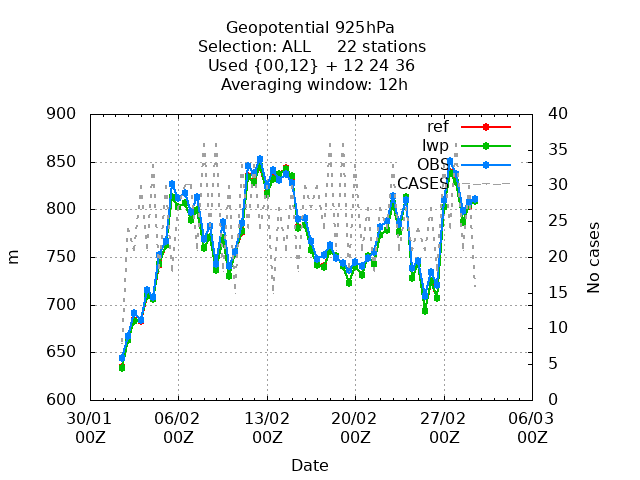 Geopotential 925hPa
Selection: ALL     22 stations
Used {00,12} + 12 24 36
Averaging window: 12h
900
850
800
750
700
650
600
m
40
35
30
25
20
15
10
5
0
No cases
ref
lwp
OBS
CASES
30/01 06/02 13/02 20/02 27/02 06/03
00Z 00Z 00Z 00Z 00Z 00Z
Date